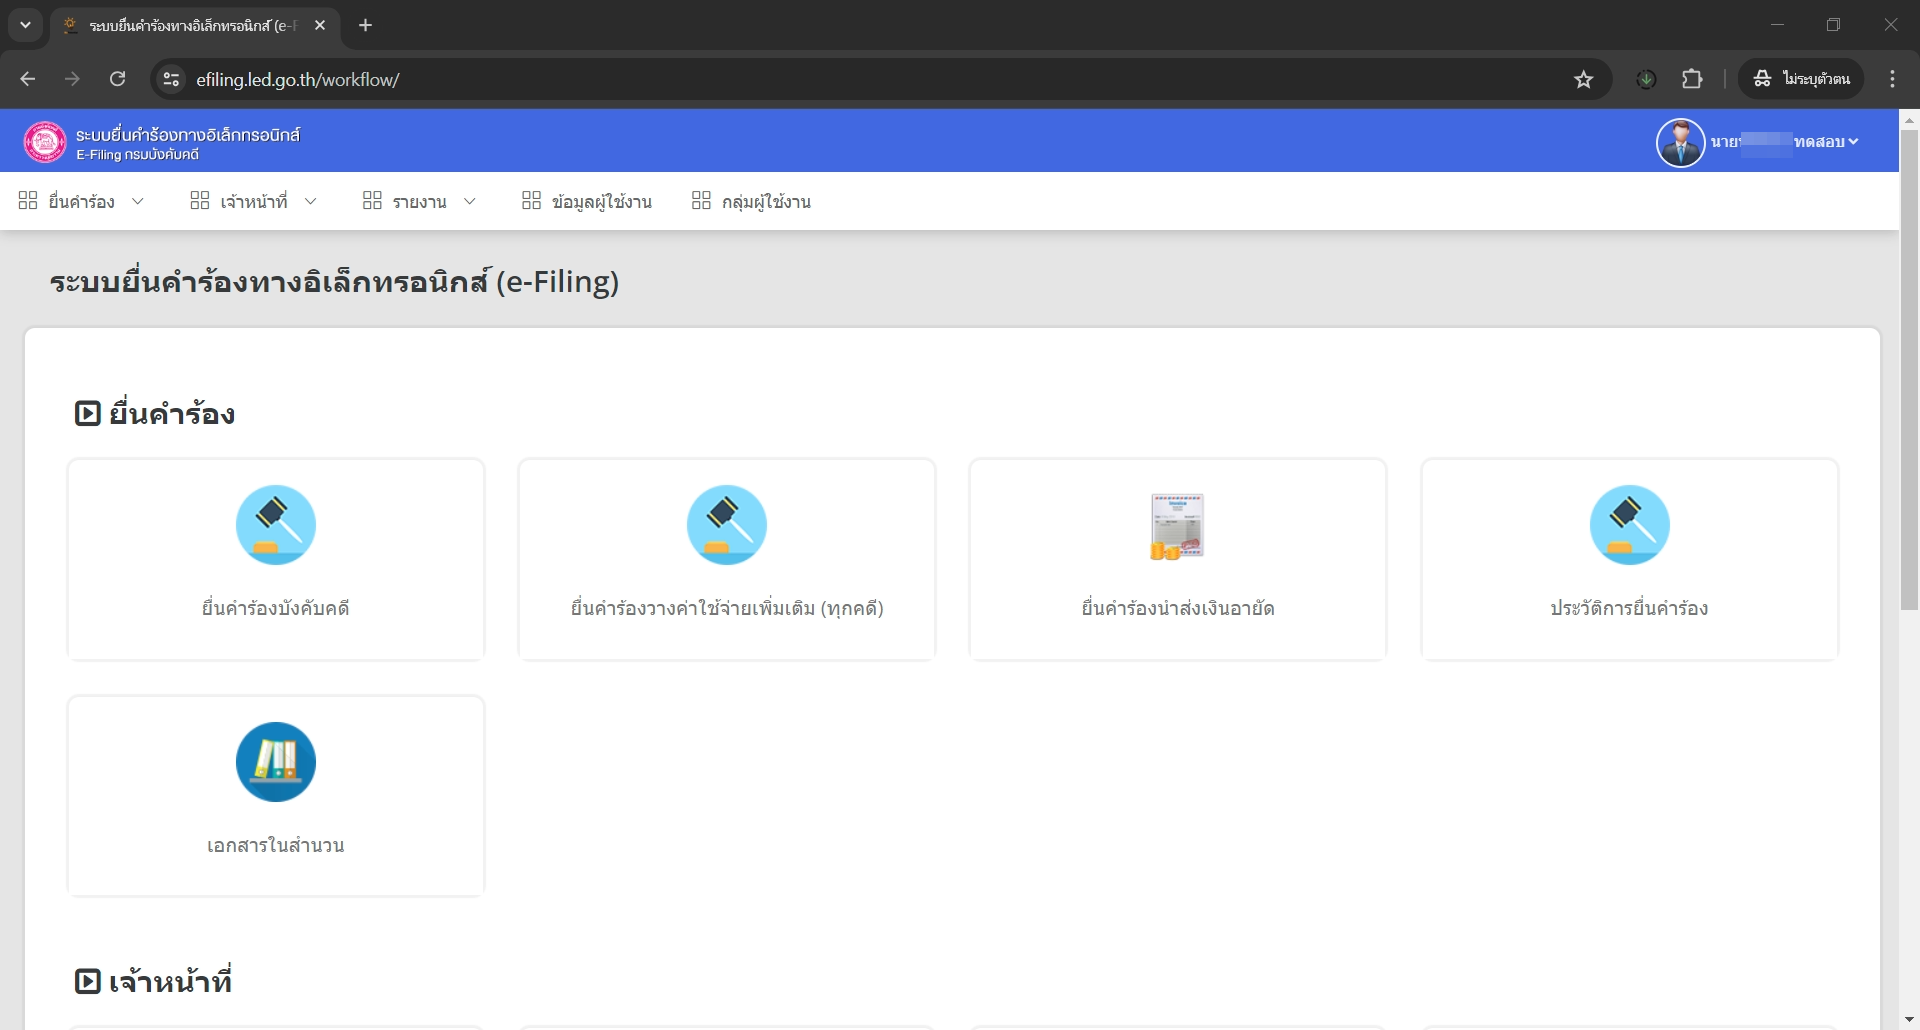 ระบบยื่นคำร้องทางอิเล็กทรอนิกส์ (e-F
efiling.led.go.th/workflow/
ไม่ระบุตัวตน
ระบบยื่นคำร้องทางอิเล็กทรอนิกส์
E-Filing กรมบังคับคดี
นาย ทดสอบ
ยื่นคำร้อง เจ้าหน้าที่ รายงาน ข้อมูลผู้ใช้งาน กลุ่มผู้ใช้งาน
ระบบยื่นคำร้องทางอิเล็กทรอนิกส์ (e-Filing)
ยื่นคำร้อง
ยื่นคำร้องบังคับคดี
ยื่นคำร้องวางค่าใช้จ่ายเพิ่มเติม (ทุกคดี)
Invoice
ยื่นคำร้องนำส่งเงินอายัด
ประวัติการยื่นคำร้อง
เอกสารในสำนวน
เจ้าหน้าที่